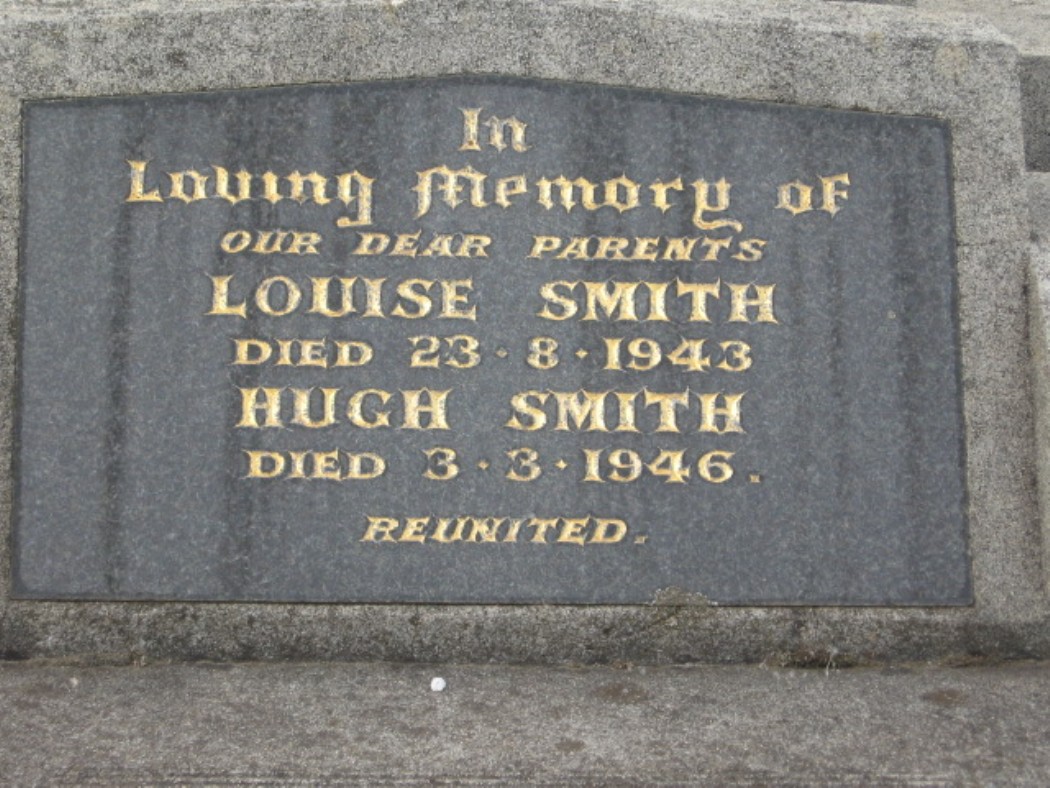 In
Loving Memory of
OUR DEAR PARENTS
LOUISE SMITH
DIED 23·8·1943
HUGH SMITH
DIED 3·3·1946.
REUNITED.